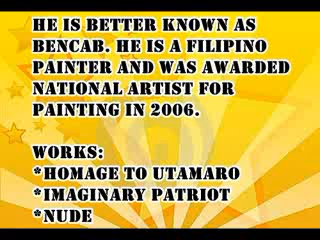 HE IS BETTER KNOWN AS
BENCAB. HE IS A FILIPINO
PAINTER AND WAS AWARDED
NATIONAL ARTIST FOR
PAINTING IN 2006.
WORKS:
*HOMAGE TO UTAMARO
*IMAGINARY PATRIOT
*NUDE